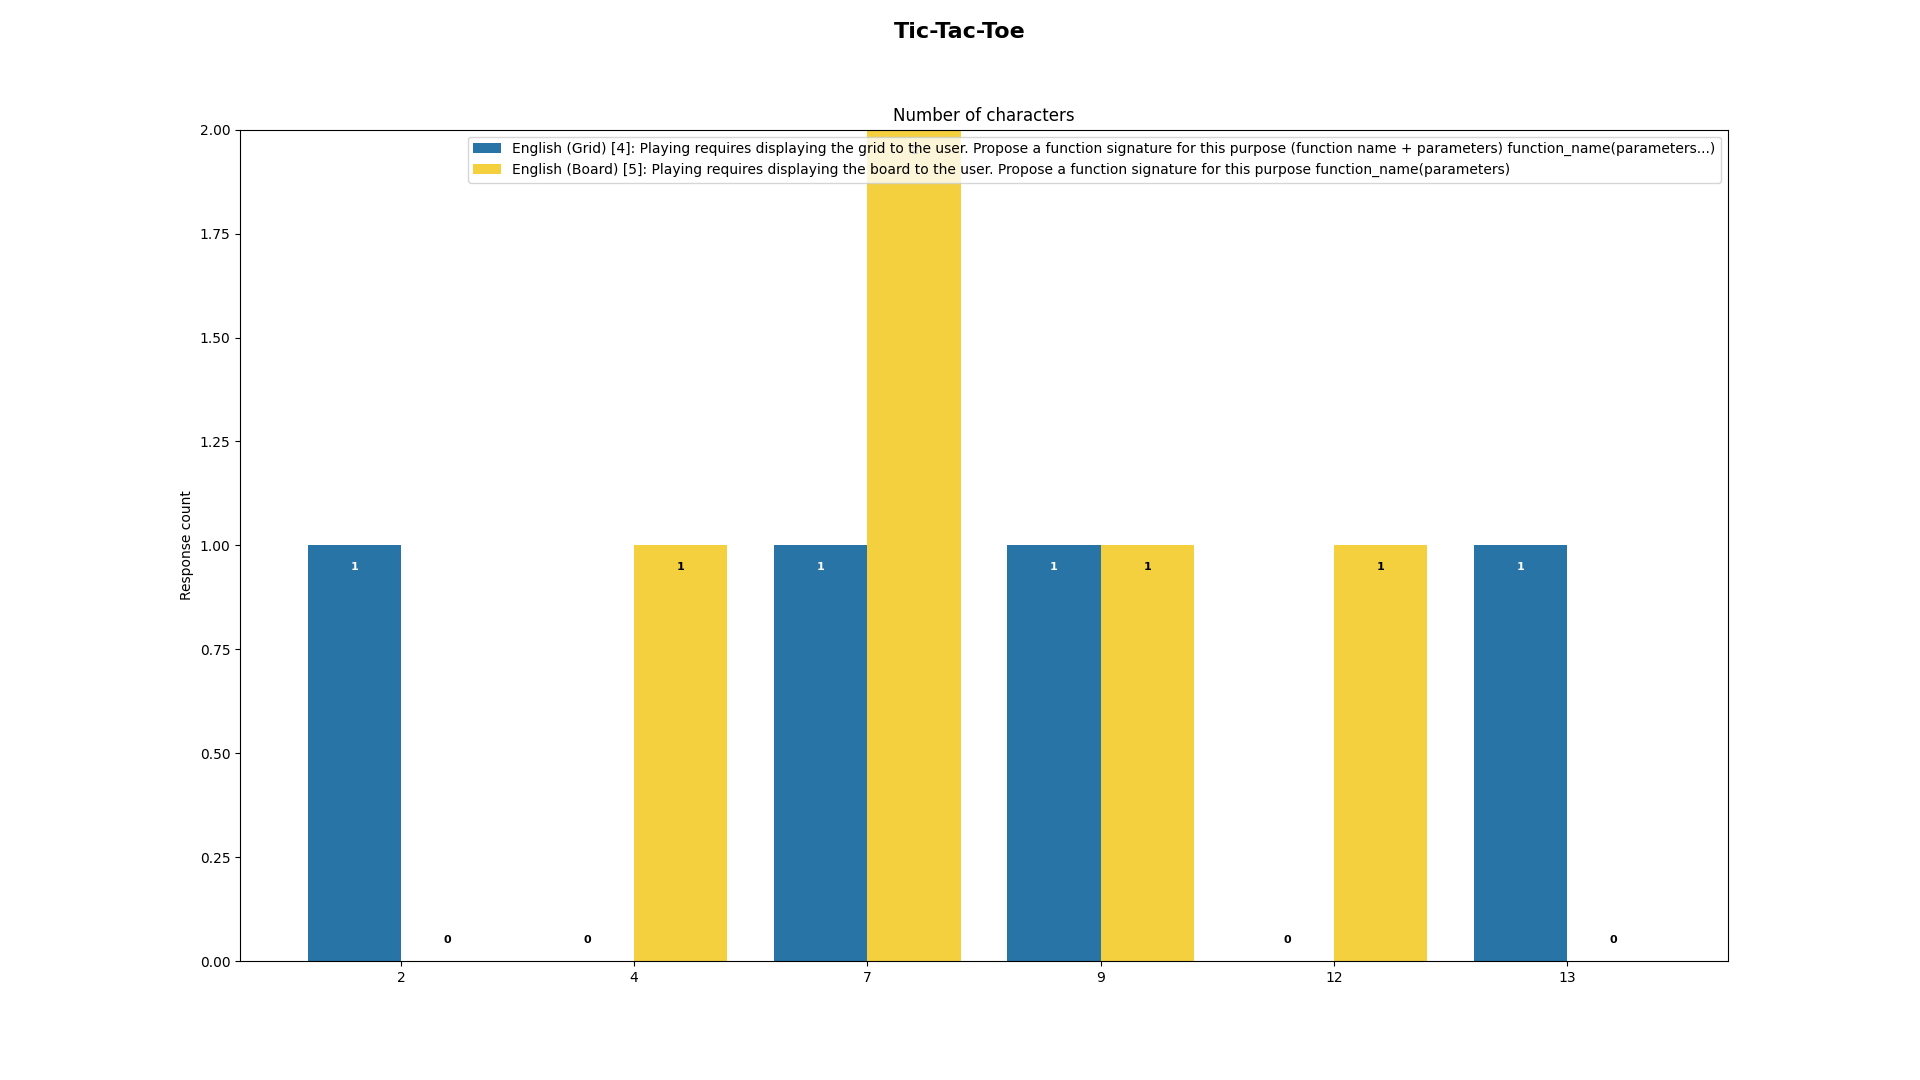 Tic-Tac-Toe
Number of characters
English (Grid) [4]: Playing requires displaying the grid to the user. Propose a function signature for this purpose (function name + parameters) function_name(parameters...)
English (Board) [5]: Playing requires displaying the board to the user. Propose a function signature for this purpose function_name(parameters)
Response count
2.00
1.75
1.50
1.25
1.00
0.75
0.50
0.25
0.00
1 1 1 1 1 1 1
0 0 0 0
2 4 7 9 12 13